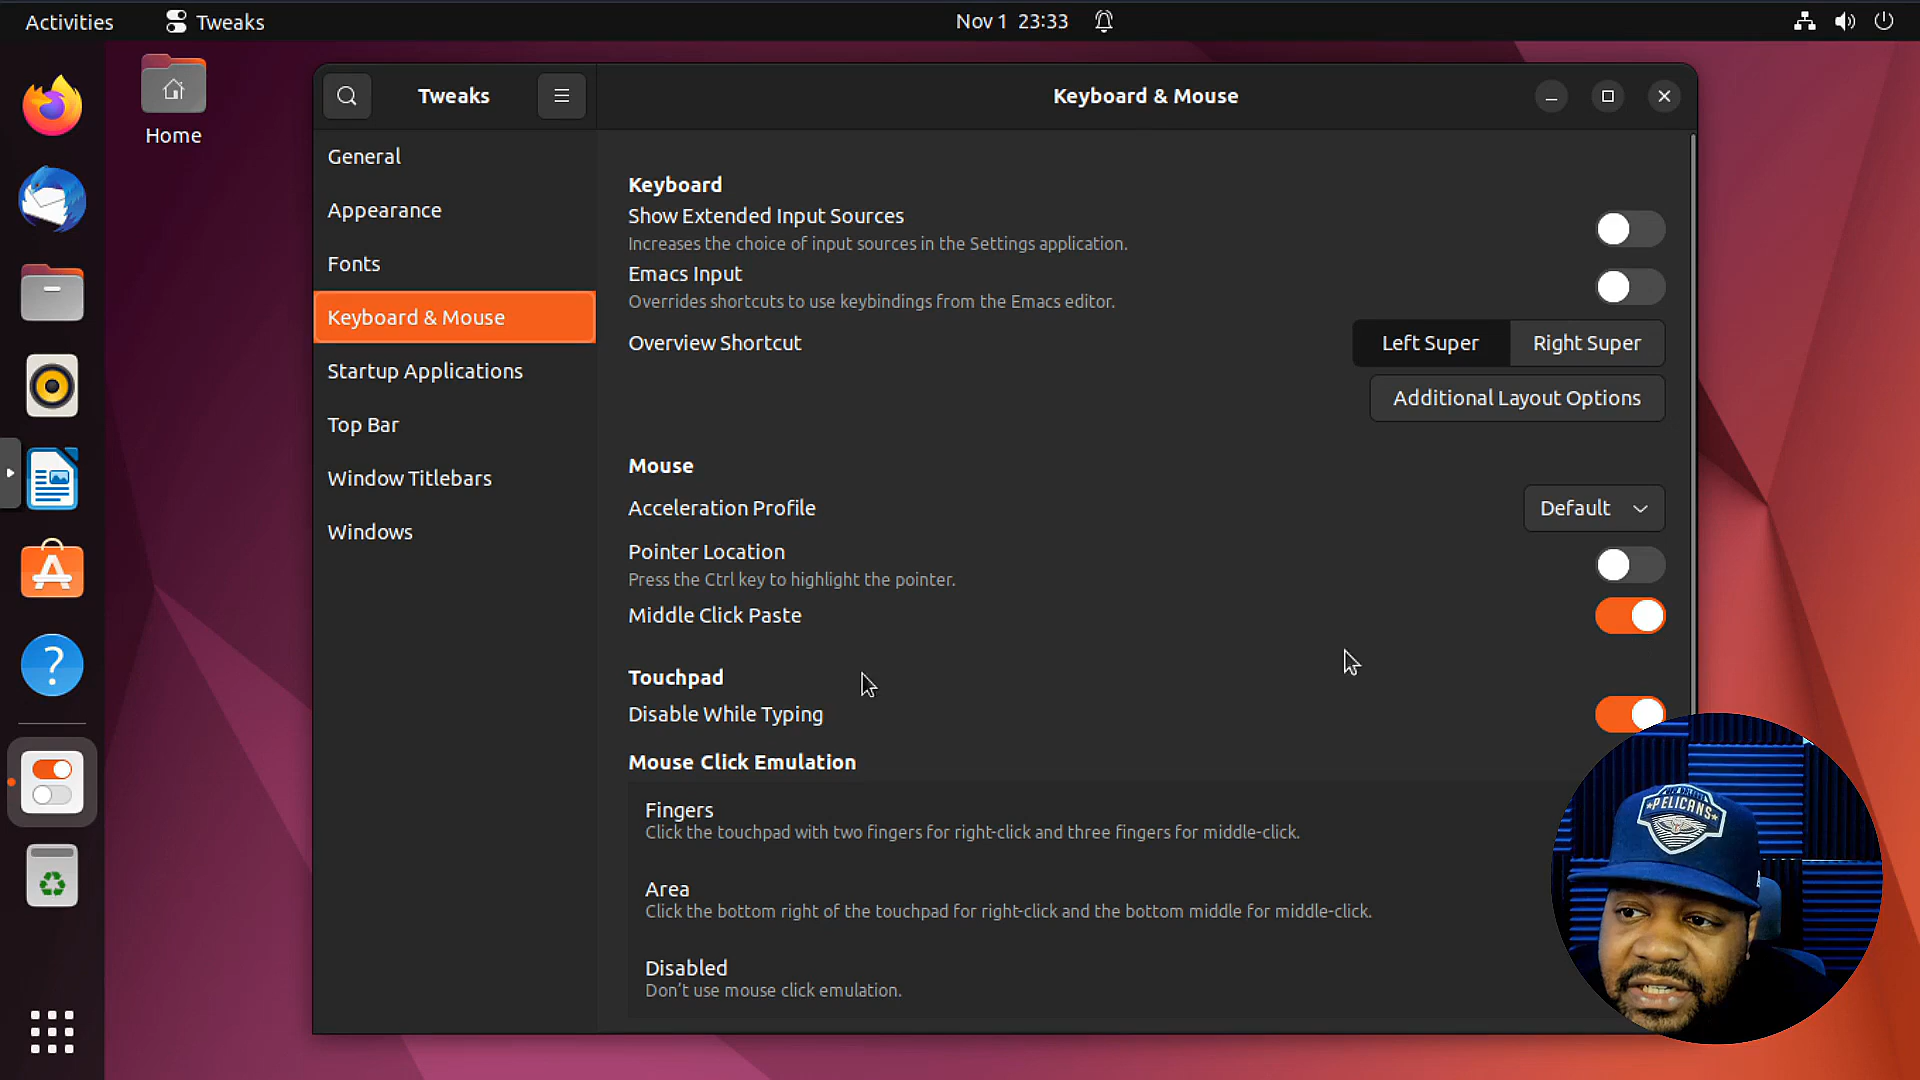 Activities
Tweaks
Nov 1 23:33
Home
Tweaks
Keyboard & Mouse
General
Appearance
Fonts
Keyboard & Mouse
Startup Applications
Top Bar
Window Titlebars
Windows
Keyboard
Show Extended Input Sources
Increases the choice of input sources in the Settings application.
Emacs Input
Overrides shortcuts to use keybindings from the Emacs editor.
Overview Shortcut
Left Super
Right Super
Additional Layout Options
Mouse
Acceleration Profile
Default
Pointer Location
Press the Ctrl key to highlight the pointer.
Middle Click Paste
Touchpad
Disable While Typing
Mouse Click Emulation
Fingers
Click the touchpad with two fingers for right-click and three fingers for middle-click.
Area
Click the bottom right of the touchpad for right-click and the bottom middle for middle-click.
Disabled
Don’t use mouse click emulation.
PELICANS